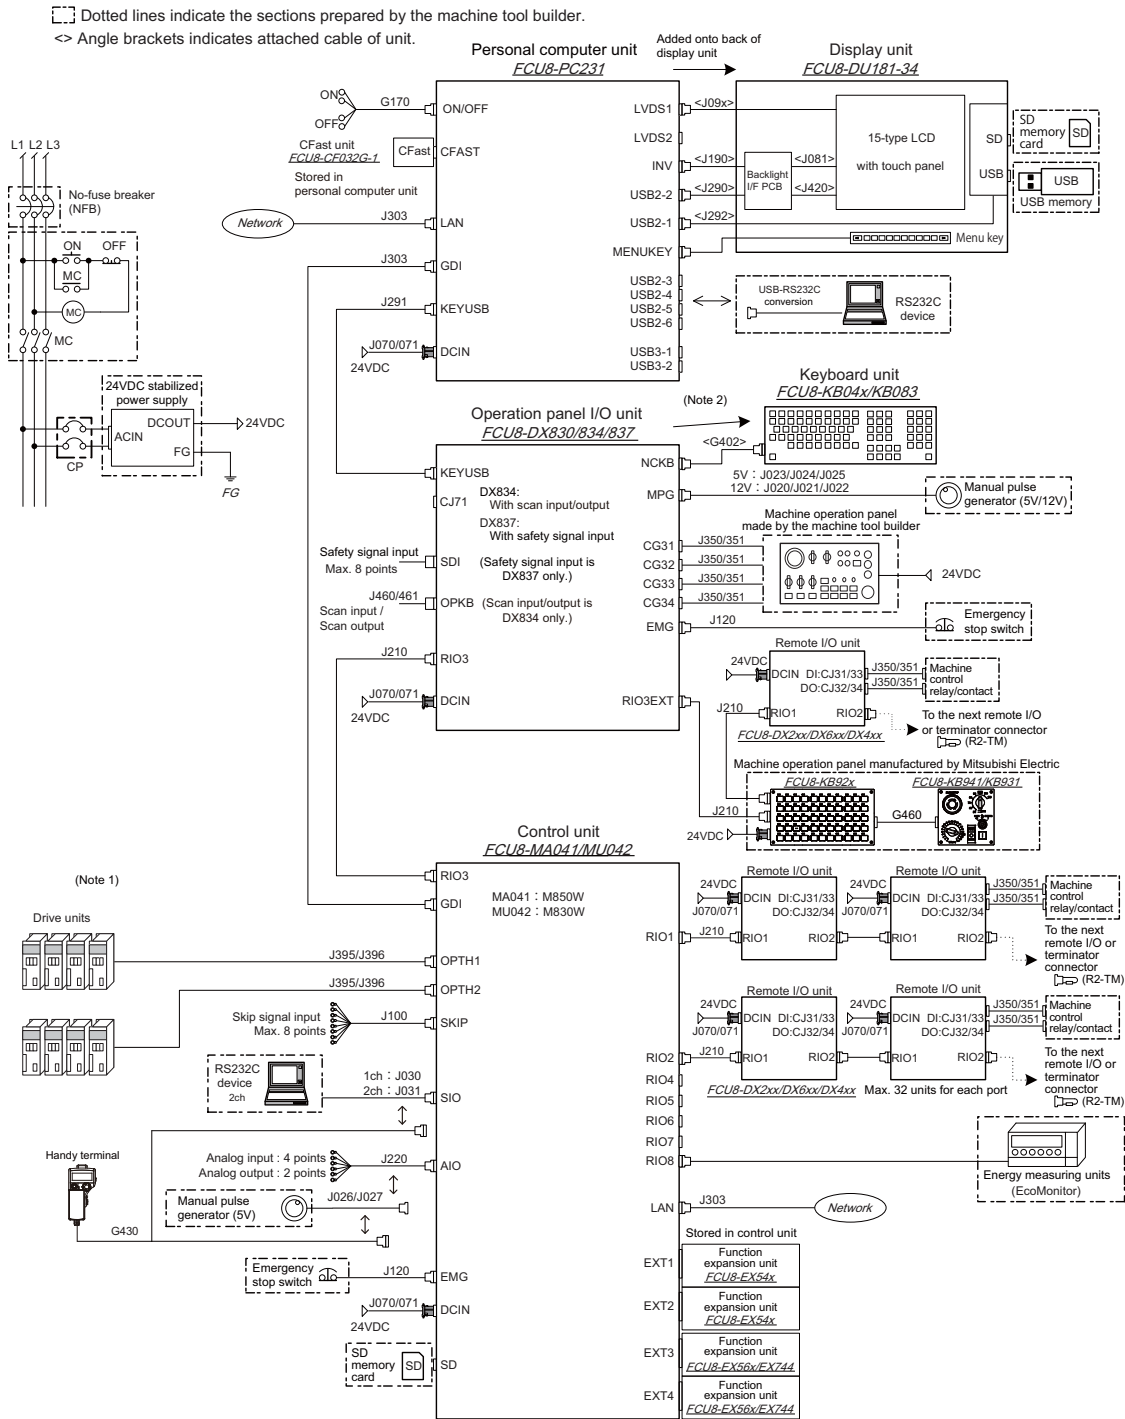 Dotted lines indicate the sections prepared by the machine tool builder.
<> Angle brackets indicates attached cable of unit.
Personal computer unit
FCU8-PC231
Added onto back of
display unit
Display unit
FCU8-DU181-34
ON
OFF
G170
ON/OFF
CFast unit
FCU8-CF032G-1
CFast
CFAST
Stored in
personal computer unit
Network
J303
LAN
J303
GDI
J291
KEYUSB
J070/071
DCIN
24VDC
LVDS1
<J09x>
LVDS2
INV
<J190>
<J081>
Backlight
I/F PCB
USB2-2
<J290>
<J420>
USB2-1
<J292>
MENUKEY
Menu key
15-type LCD
with touch panel
SD
USB
SD
memory
card
SD
USB
USB memory
USB2-3
USB2-4
USB2-5
USB2-6
USB3-1
USB3-2
USB-RS232C
conversion
RS232C
device
L1 L2 L3
No-fuse breaker
(NFB)
ON
OFF
MC
MC
MC
24VDC stabilized
power supply
DCOUT
24VDC
ACIN
FG
CP
FG
Operation panel I/O unit
FCU8-DX830/834/837
(Note 2)
Keyboard unit
FCU8-KB04x/KB083
KEYUSB
CJ71
DX834:
With scan input/output
DX837:
With safety signal input
Safety signal input
Max. 8 points
SDI
(Safety signal input is
DX837 only.)
J460/461
OPKB
(Scan input/output is
DX834 only.)
Scan input /
Scan output
J210
RIO3
J070/071
DCIN
24VDC
NCKB
<G402>
MPG
5V : J023/J024/J025
12V : J020/J021/J022
Manual pulse
generator (5V/12V)
Machine operation panel
made by the machine tool builder
CG31
J350/351
CG32
J350/351
CG33
J350/351
CG34
J350/351
24VDC
EMG
J120
Emergency
stop switch
RIO3EXT
Remote I/O unit
24VDC
DCIN
DI:CJ31/33
DO:CJ32/34
J350/351
J350/351
Machine
control
relay/contact
J210
RIO1
RIO2
FCU8-DX2xx/DX6xx/DX4xx
To the next remote I/O
or terminator connector
(R2-TM)
Machine operation panel manufactured by Mitsubishi Electric
FCU8-KB92x
FCU8-KB941/KB931
J210
G460
24VDC
Control unit
FCU8-MA041/MU042
RIO3
GDI
MA041 : M850W
MU042 : M830W
(Note 1)
Drive units
J395/J396
OPTH1
J395/J396
OPTH2
Skip signal input
Max. 8 points
J100
SKIP
RS232C
device
2ch
1ch : J030
2ch : J031
SIO
Handy terminal
Analog input : 4 points
Analog output : 2 points
J220
AIO
Manual pulse
generator (5V)
J026/J027
G430
Emergency
stop switch
J120
EMG
J070/071
DCIN
24VDC
SD
memory
card
SD
SD
Remote I/O unit
Remote I/O unit
24VDC
J070/071
DCIN
DI:CJ31/33
DO:CJ32/34
24VDC
J070/071
DCIN
DI:CJ31/33
DO:CJ32/34
J350/351
J350/351
Machine
control
relay/contact
RIO1
J210
RIO1
RIO2
RIO1
RIO2
To the next
remote I/O or
terminator
connector
(R2-TM)
Remote I/O unit
Remote I/O unit
24VDC
J070/071
DCIN
DI:CJ31/33
DO:CJ32/34
24VDC
J070/071
DCIN
DI:CJ31/33
DO:CJ32/34
J350/351
J350/351
Machine
control
relay/contact
RIO2
J210
RIO1
RIO2
RIO1
RIO2
To the next
remote I/O or
terminator
connector
(R2-TM)
FCU8-DX2xx/DX6xx/DX4xx
Max. 32 units for each port
RIO4
RIO5
RIO6
RIO7
RIO8
Energy measuring units
(EcoMonitor)
LAN
J303
Network
Stored in control unit
EXT1
Function
expansion unit
FCU8-EX54x
EXT2
Function
expansion unit
FCU8-EX54x
EXT3
Function
expansion unit
FCU8-EX56x/EX744
EXT4
Function
expansion unit
FCU8-EX56x/EX744